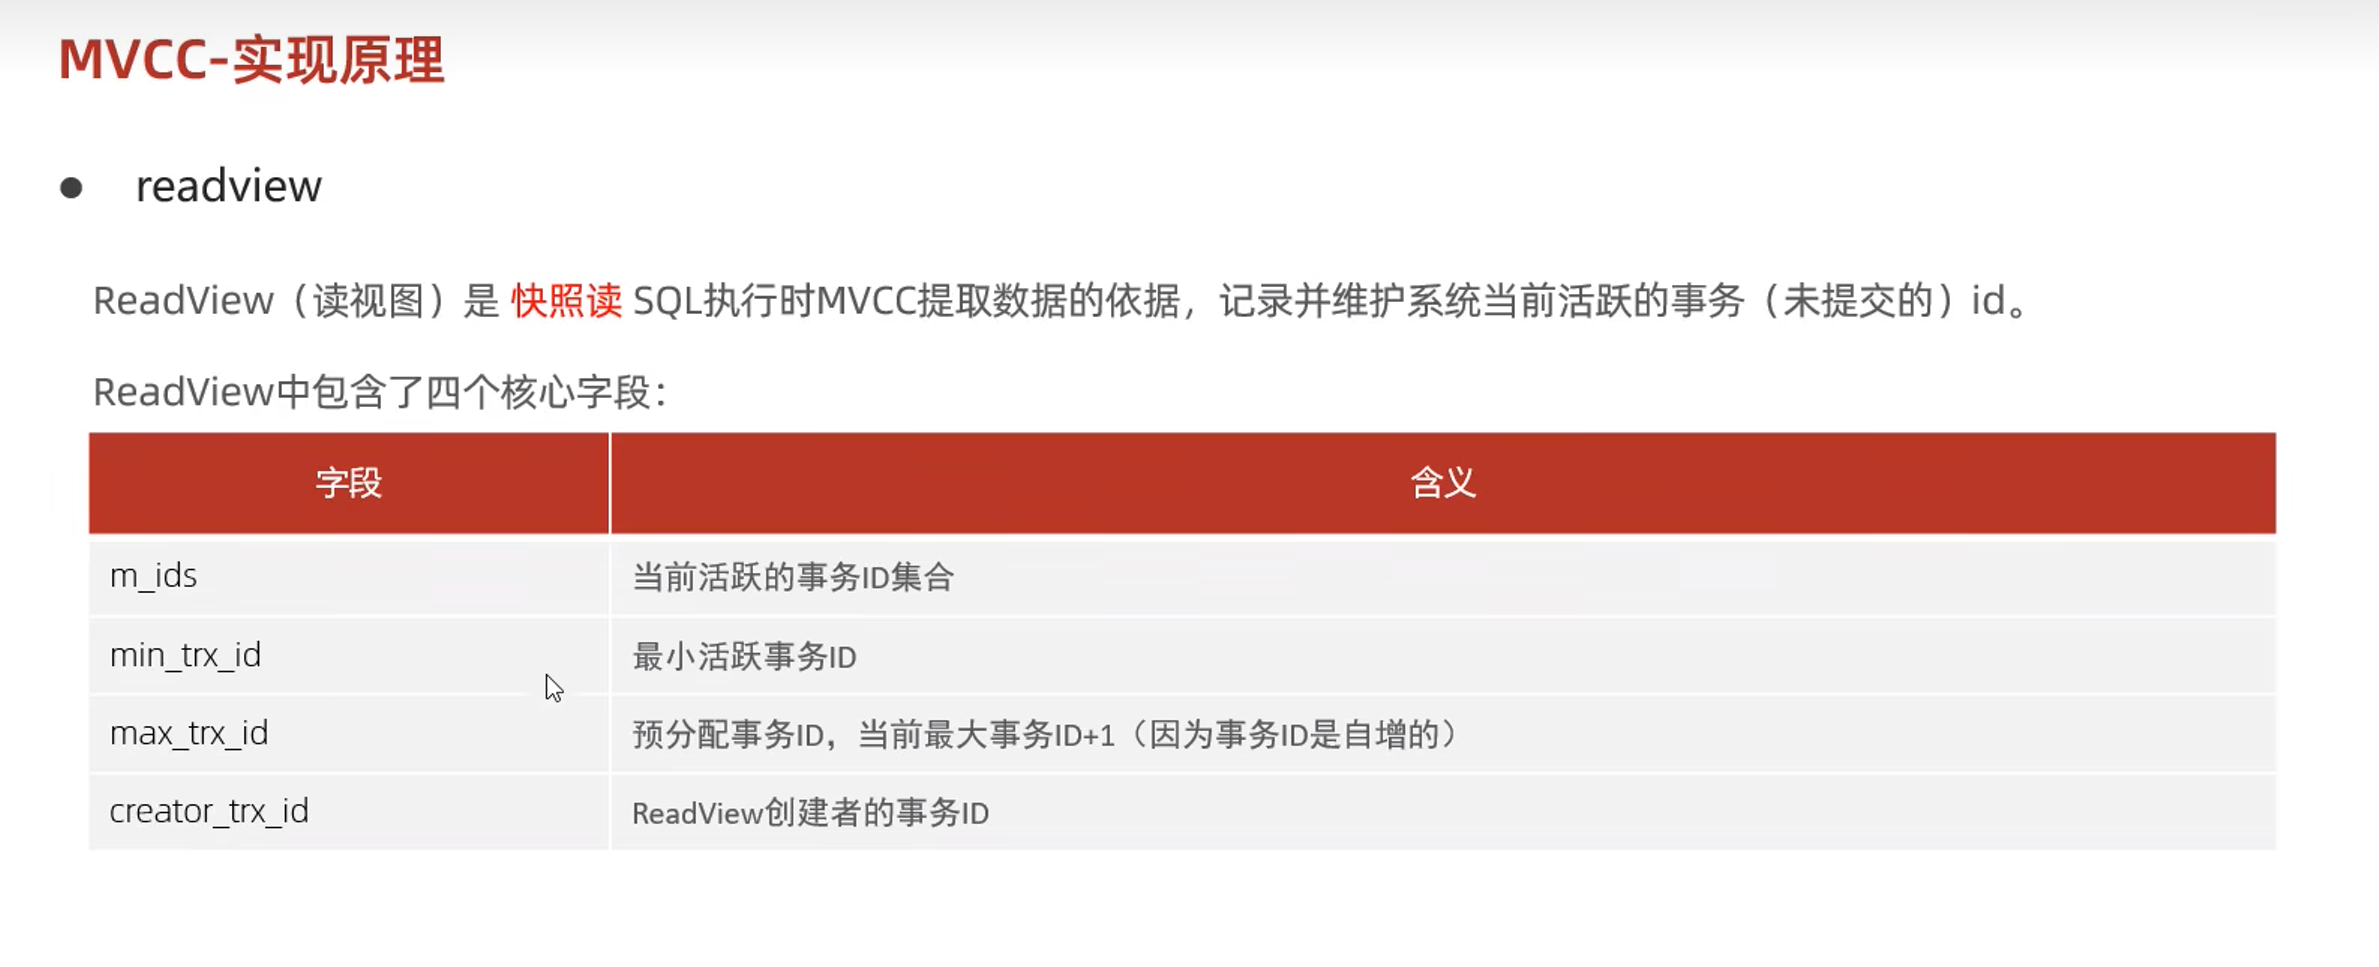 MVCC-实现原理
● readview
ReadView（读视图）是 快照读 SQL执行时MVCC提取数据的依据，记录并维护系统当前活跃的事务（未提交的）id。
ReadView中包含了四个核心字段：
字段 含义
m_ids 当前活跃的事务ID集合
min_trx_id 最小活跃事务ID
max_trx_id 预分配事务ID，当前最大事务ID+1（因为事务ID是自增的）
creator_trx_id ReadView创建者的事务ID